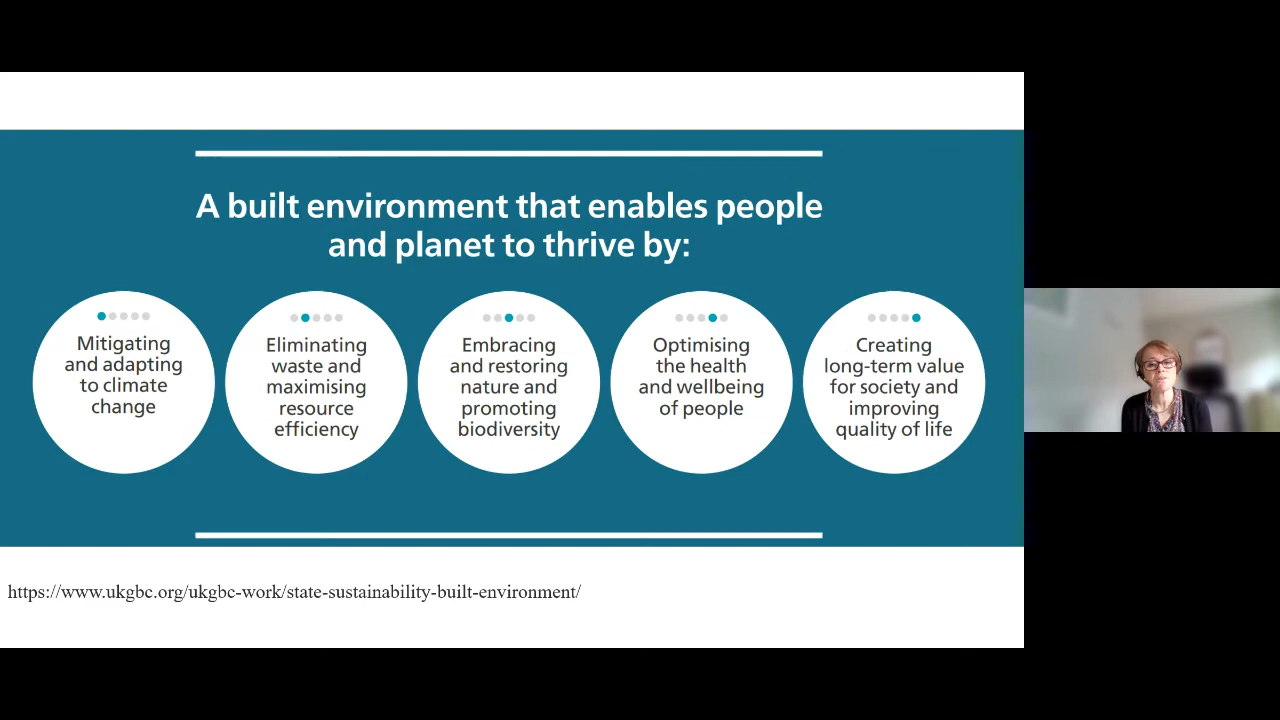 A built environment that enables people
and planet to thrive by:
Mitigating
and adapting
to climate
change
Eliminating
waste and
maximising
resource
efficiency
Embracing
and restoring
nature and
promoting
biodiversity
Optimising
the health
and wellbeing
of people
Creating
long-term value
for society and
improving
quality of life
https://www.ukgbc.org/ukgbc-work/state-sustainability-built-environment/